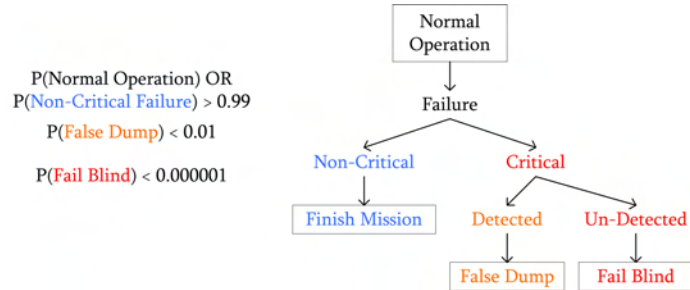 P(Normal Operation) OR
P(Non-Critical Failure) > 0.99
P(False Dump) < 0.01
P(Fail Blind) < 0.000001
Normal
Operation
Failure
Non-Critical
Critical
Finish Mission
Detected
Un-Detected
False Dump
Fail Blind